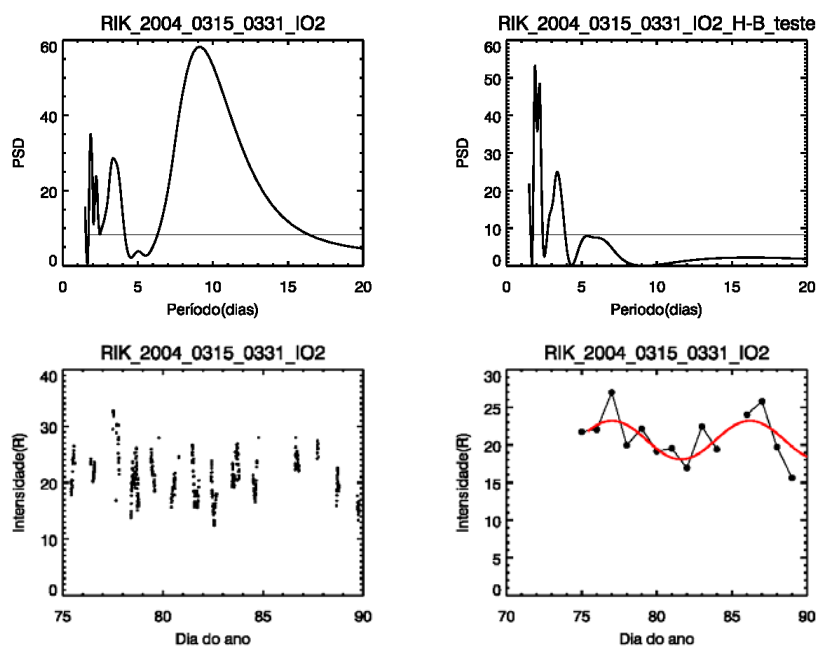 RIK_2004_0315_0331_IO2
PSD
60
40
20
0
0 5 10 15 20
Período(dias)
RIK_2004_0315_0331_IO2_H-B_teste
PSD
60
50
40
30
20
10
0
0 5 10 15 20
Período(dias)
RIK_2004_0315_0331_IO2
Intensidade(R)
40
30
20
10
0
75 80 85 90
Dia do ano
RIK_2004_0315_0331_IO2
Intensidade(R)
30
25
20
15
10
5
0
70 75 80 85 90
Dia do ano